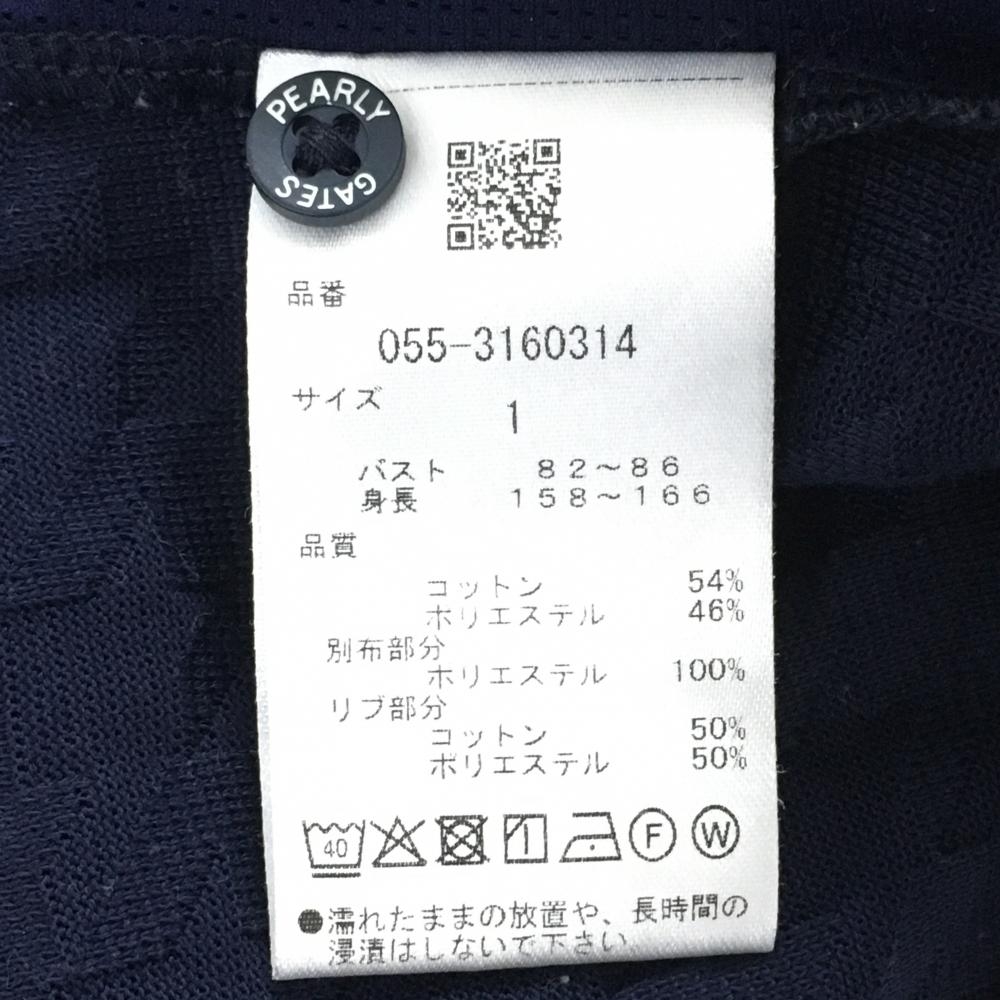 PEARLY
GATES
品番
055-3160314
サイズ
1
バスト 82～86
身長 158～166
品質
コットン 54%
ポリエステル 46%
別布部分
ポリエステル 100%
リブ部分
コットン 50%
ポリエステル 50%
40
F W
●濡れたままの放置や、長時間の
浸漬はしないで下さい